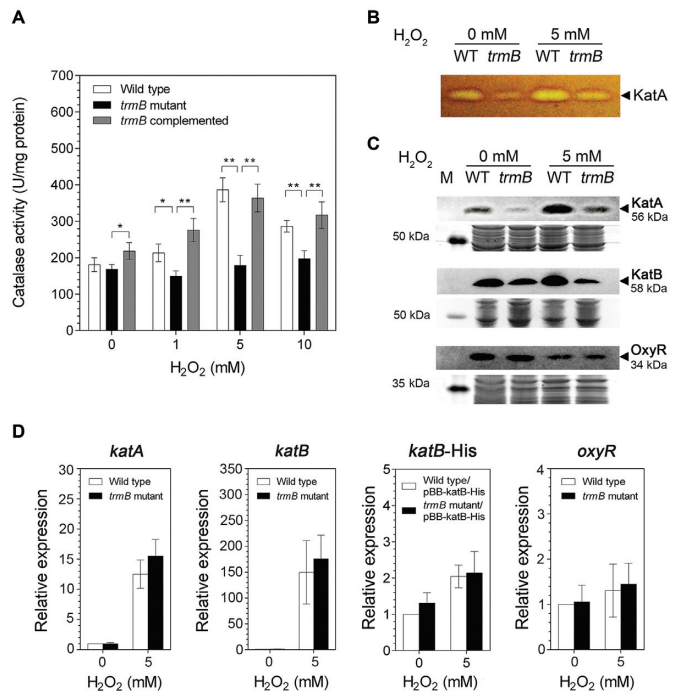 A
Catalase activity (U/mg protein)
700
600
500
400
300
200
100
0
Wild type
trmB mutant
trmB complemented
*
* **
** **
** **
0 1 5 10
H₂O₂ (mM)
B
H₂O₂ 0 mM 5 mM
WT trmB WT trmB
KatA
C
H₂O₂ 0 mM 5 mM
M WT trmB WT trmB
KatA
56 kDa
50 kDa
KatB
58 kDa
50 kDa
OxyR
34 kDa
35 kDa
D
katA
Relative expression
30
25
20
15
10
5
0
Wild type
trmB mutant
0 5
H₂O₂ (mM)
katB
Relative expression
350
300
250
200
150
100
50
0
Wild type
trmB mutant
0 5
H₂O₂ (mM)
katB-His
Relative expression
5
4
3
2
1
0
Wild type/
pBB-katB-His
trmB mutant/
pBB-katB-His
0 5
H₂O₂ (mM)
oxyR
Relative expression
4
3
2
1
0
Wild type
trmB mutant
0 5
H₂O₂ (mM)